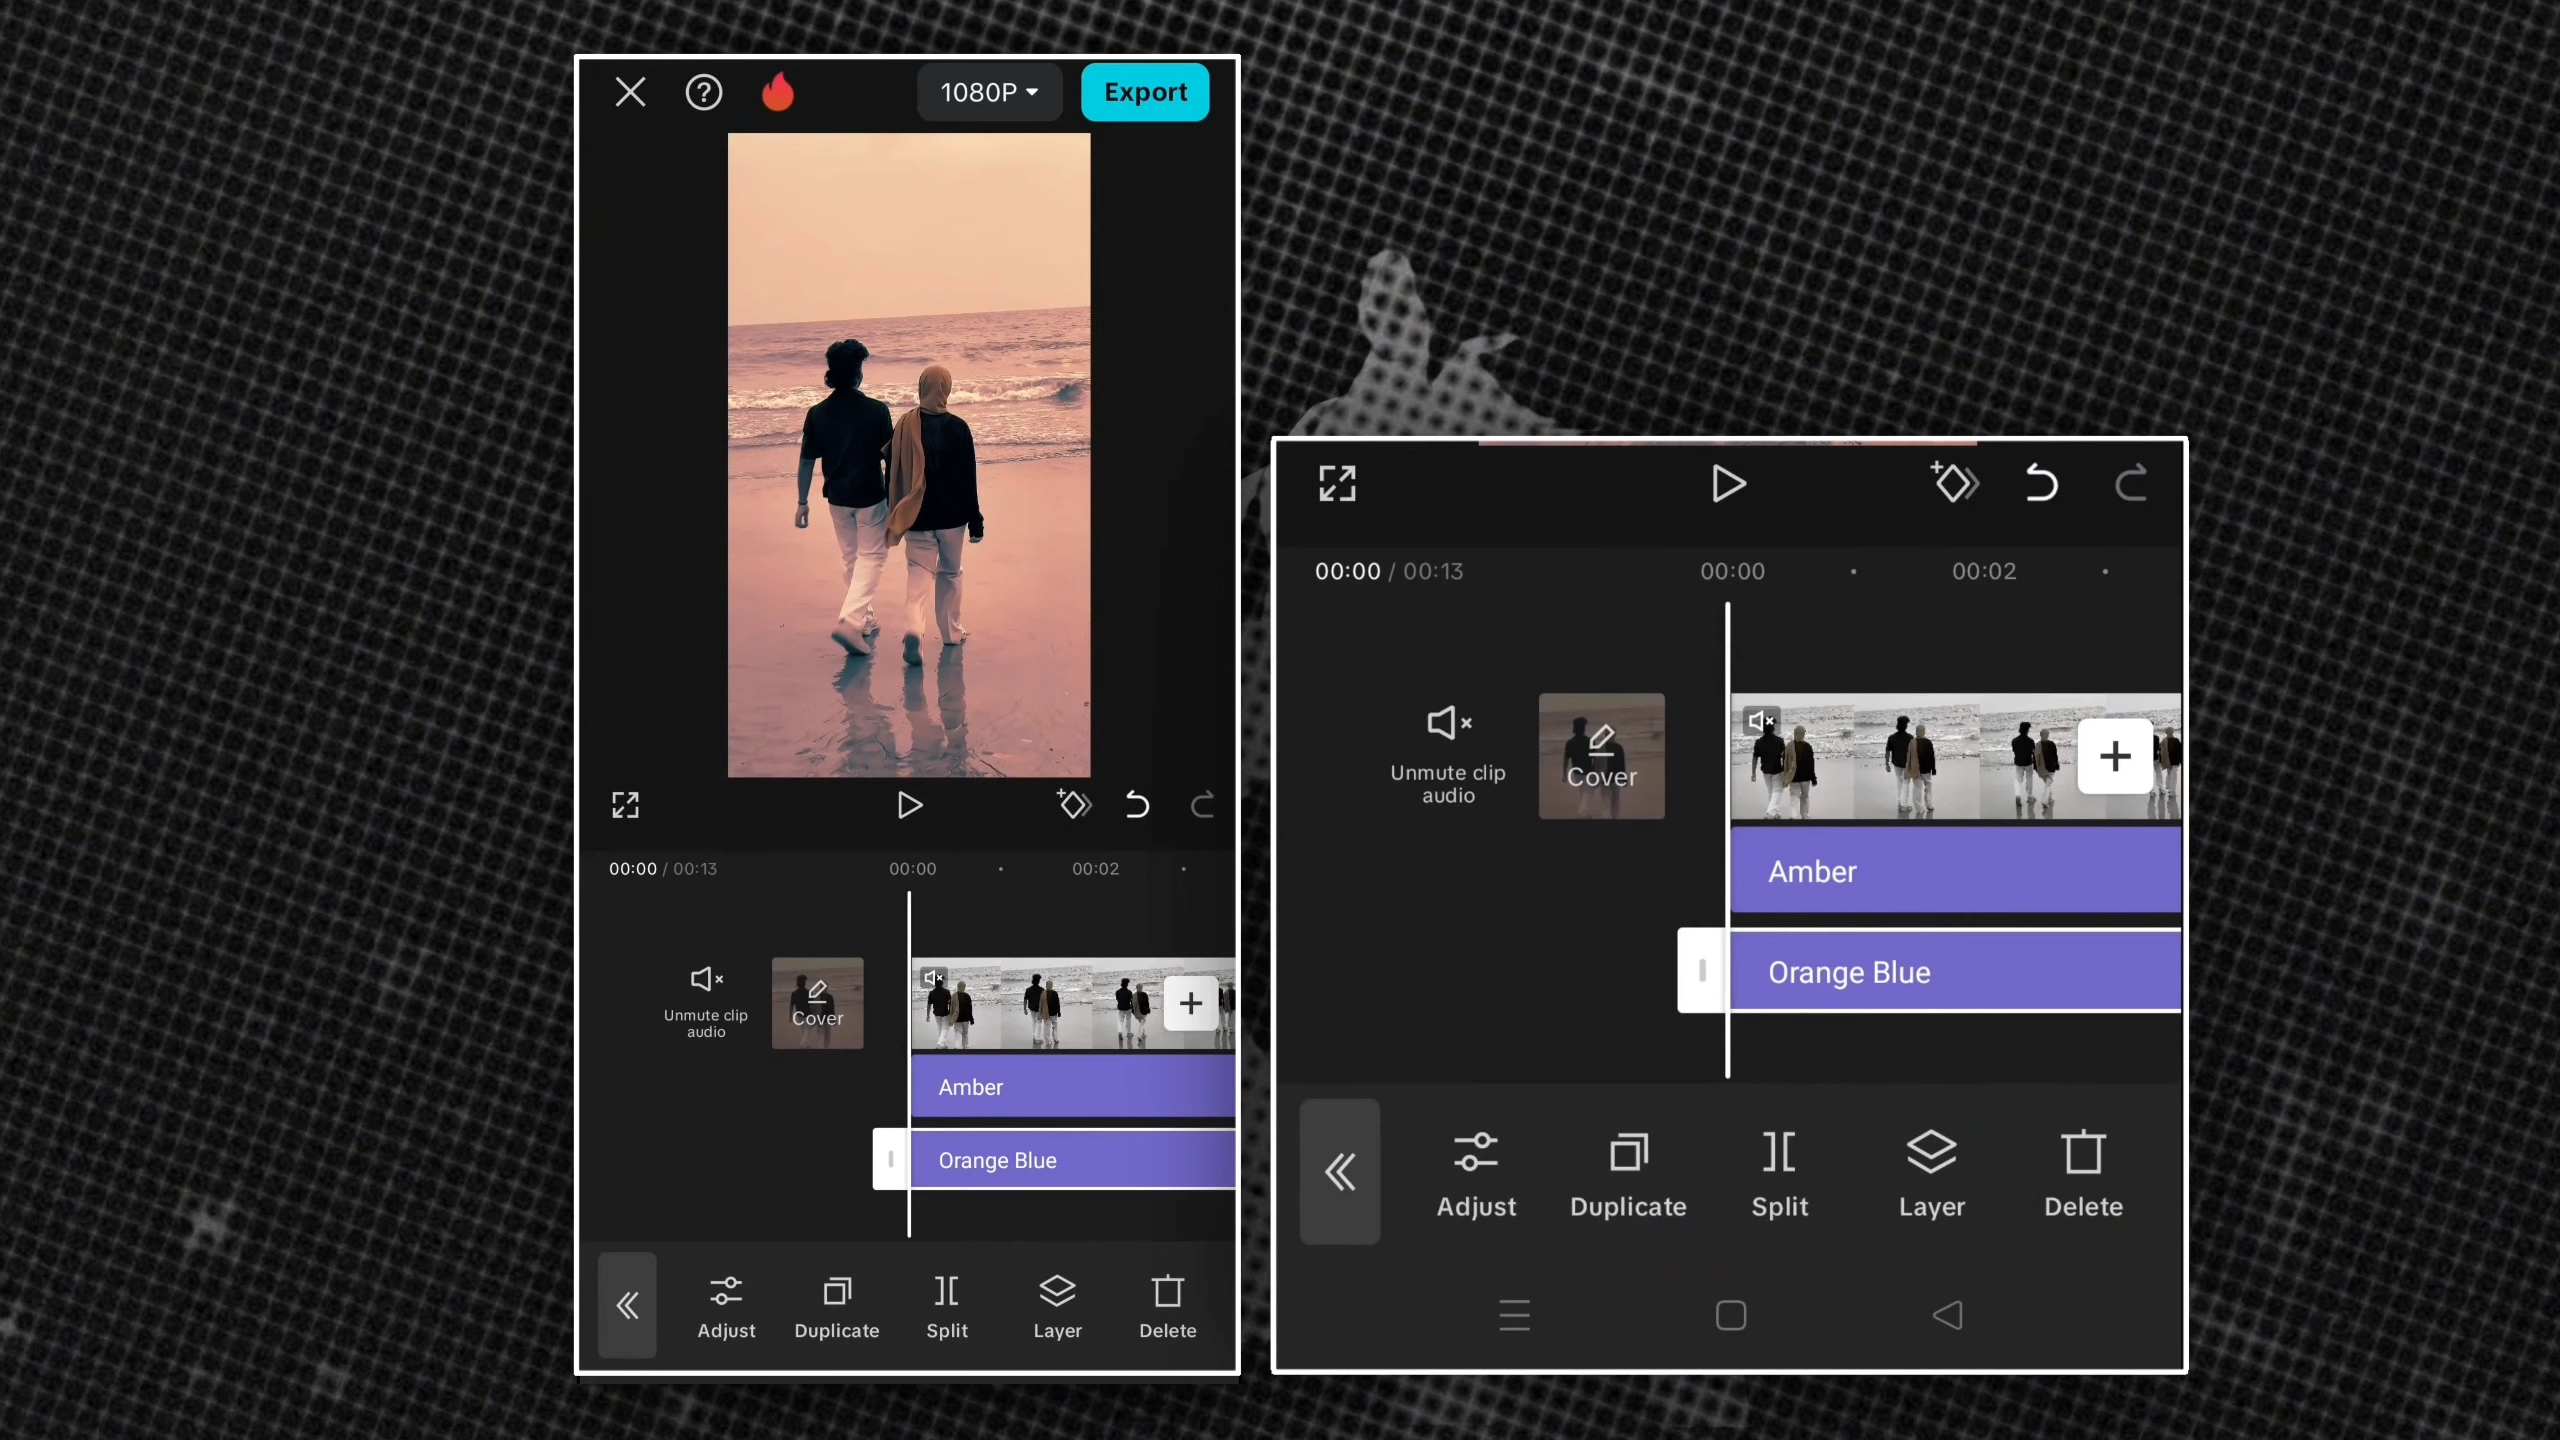 1080P
Export
00:00 / 00:13
00:00
00:02
Unmute clip
audio
Cover
Amber
Orange Blue
Adjust
Duplicate
Split
Layer
Delete
00:00 / 00:13
00:00
00:02
Unmute clip
audio
Cover
Amber
Orange Blue
Adjust
Duplicate
Split
Layer
Delete